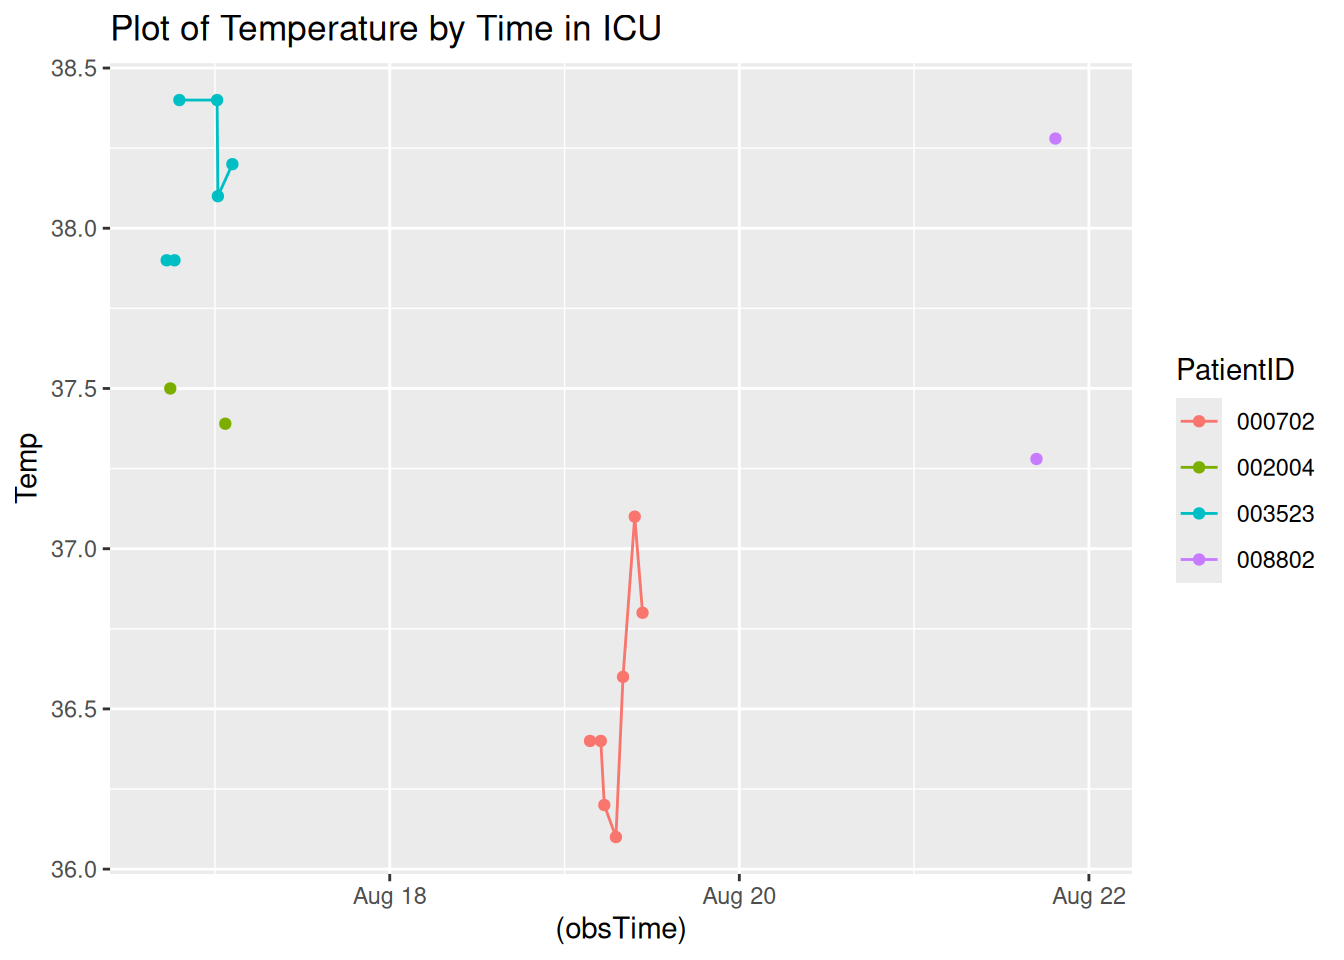 Plot of Temperature by Time in ICU
38.5
38.0
37.5
37.0
36.5
36.0
Temp
Aug 18
Aug 20
Aug 22
(obsTime)
PatientID
000702
002004
003523
008802